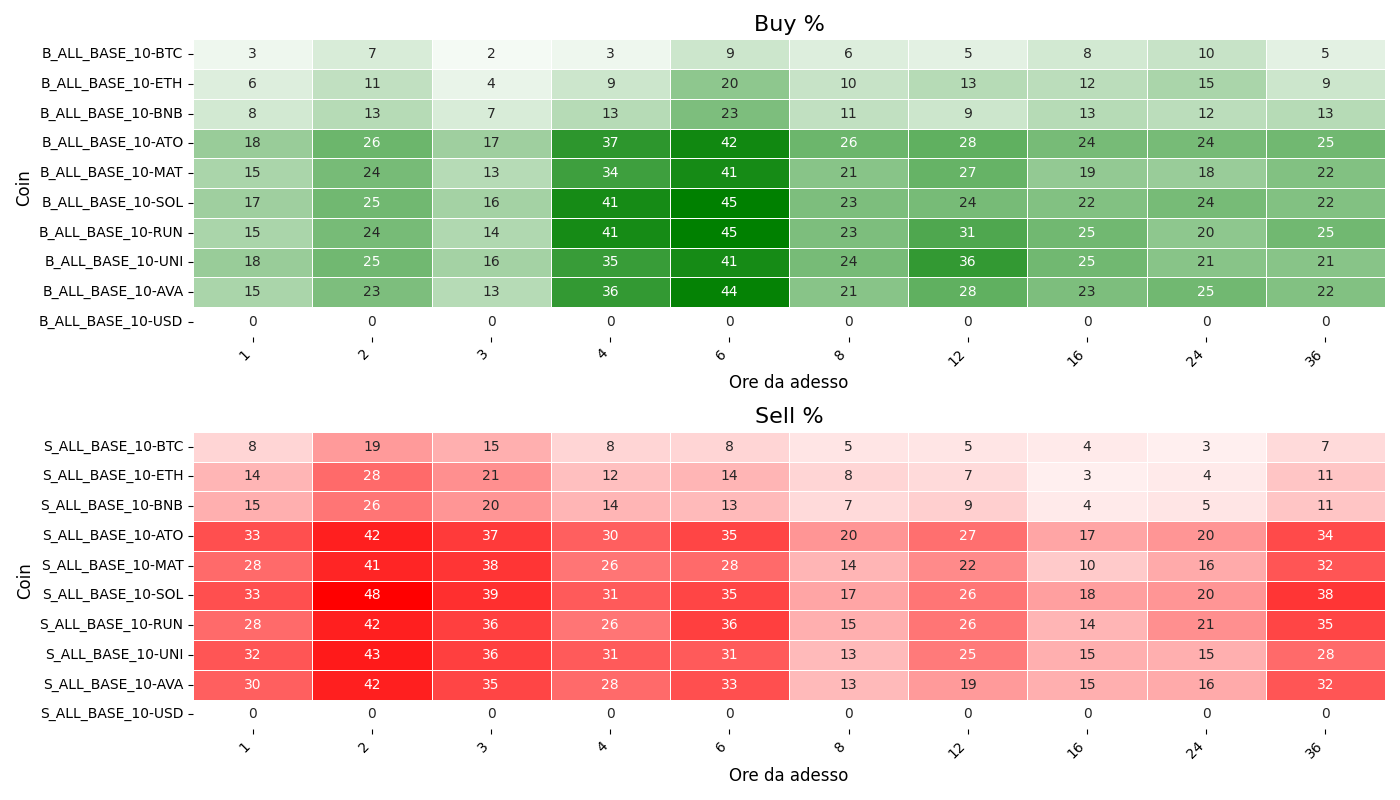 Buy %
Coin
B_ALL_BASE_10-BTC 3 7 2 3 9 6 5 8 10 5
B_ALL_BASE_10-ETH 6 11 4 9 20 10 13 12 15 9
B_ALL_BASE_10-BNB 8 13 7 13 23 11 9 13 12 13
B_ALL_BASE_10-ATO 18 26 17 37 42 26 28 24 24 25
B_ALL_BASE_10-MAT 15 24 13 34 41 21 27 19 18 22
B_ALL_BASE_10-SOL 17 25 16 41 45 23 24 22 24 22
B_ALL_BASE_10-RUN 15 24 14 41 45 23 31 25 20 25
B_ALL_BASE_10-UNI 18 25 16 35 41 24 36 25 21 21
B_ALL_BASE_10-AVA 15 23 13 36 44 21 28 23 25 22
B_ALL_BASE_10-USD 0 0 0 0 0 0 0 0 0 0
1 2 3 4 6 8 12 16 24 36
Ore da adesso
Sell %
Coin
S_ALL_BASE_10-BTC 8 19 15 8 8 5 5 4 3 7
S_ALL_BASE_10-ETH 14 28 21 12 14 8 7 3 4 11
S_ALL_BASE_10-BNB 15 26 20 14 13 7 9 4 5 11
S_ALL_BASE_10-ATO 33 42 37 30 35 20 27 17 20 34
S_ALL_BASE_10-MAT 28 41 38 26 28 14 22 10 16 32
S_ALL_BASE_10-SOL 33 48 39 31 35 17 26 18 20 38
S_ALL_BASE_10-RUN 28 42 36 26 36 15 26 14 21 35
S_ALL_BASE_10-UNI 32 43 36 31 31 13 25 15 15 28
S_ALL_BASE_10-AVA 30 42 35 28 33 13 19 15 16 32
S_ALL_BASE_10-USD 0 0 0 0 0 0 0 0 0 0
1 2 3 4 6 8 12 16 24 36
Ore da adesso